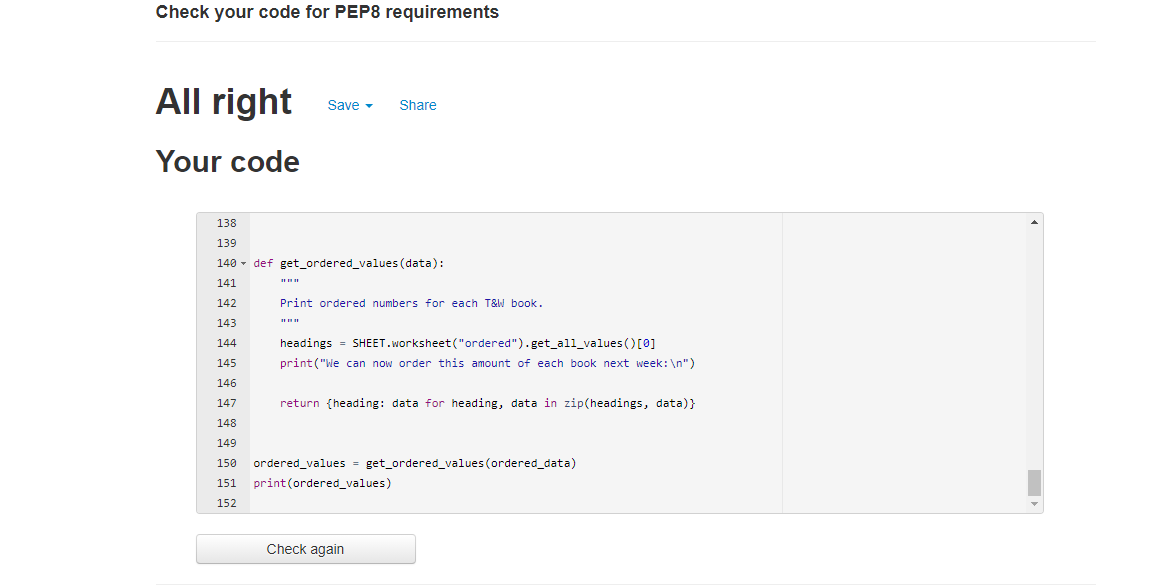 Check your code for PEP8 requirements
All right Save Share
Your code
138
139
140 def get_ordered_values(data):
141 """
142 Print ordered numbers for each T&W book.
143 """
144 headings = SHEET.worksheet("ordered").get_all_values()[0]
145 print("We can now order this amount of each book next week:\n")
146
147 return {heading: data for heading, data in zip(headings, data)}
148
149
150 ordered_values = get_ordered_values(ordered_data)
151 print(ordered_values)
152
Check again